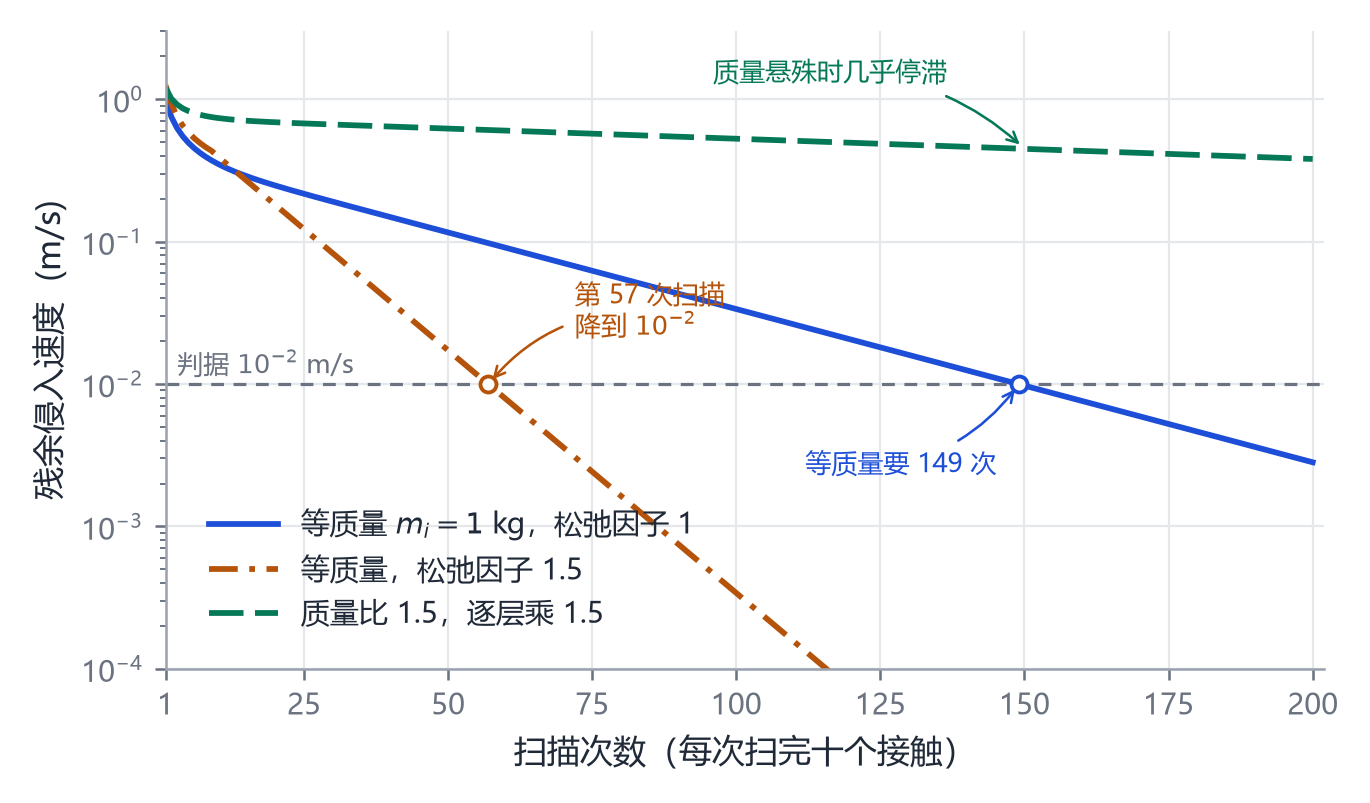 质量悬殊时几乎停滞
10⁰
10⁻¹
10⁻²
10⁻³
10⁻⁴
残余侵入速度（m/s）
第 57 次扫描
降到 10⁻²
判据 10⁻² m/s
等质量要 149 次
等质量 mᵢ = 1 kg，松弛因子 1
等质量，松弛因子 1.5
质量比 1.5，逐层乘 1.5
1 25 50 75 100 125 150 175 200
扫描次数（每次扫完十个接触）